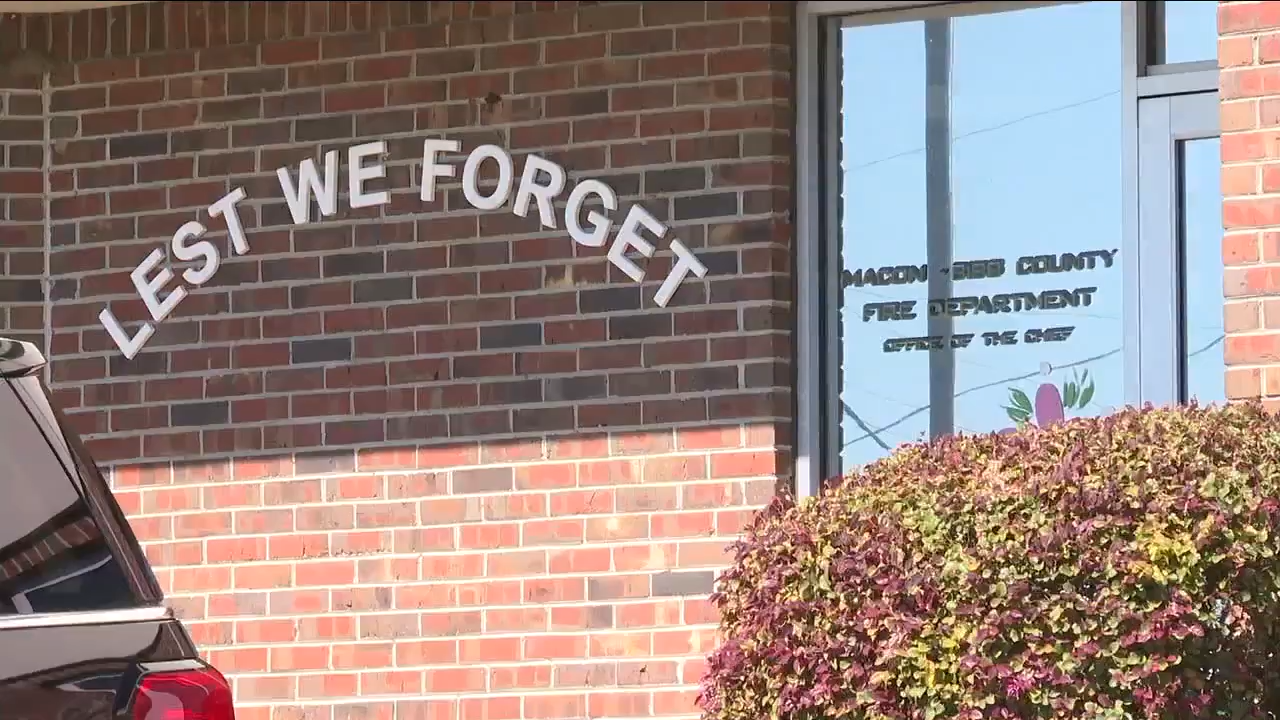 LEST WE FORGET
MACON-BIBB COUNTY
FIRE DEPARTMENT
OFFICE OF THE CHIEF